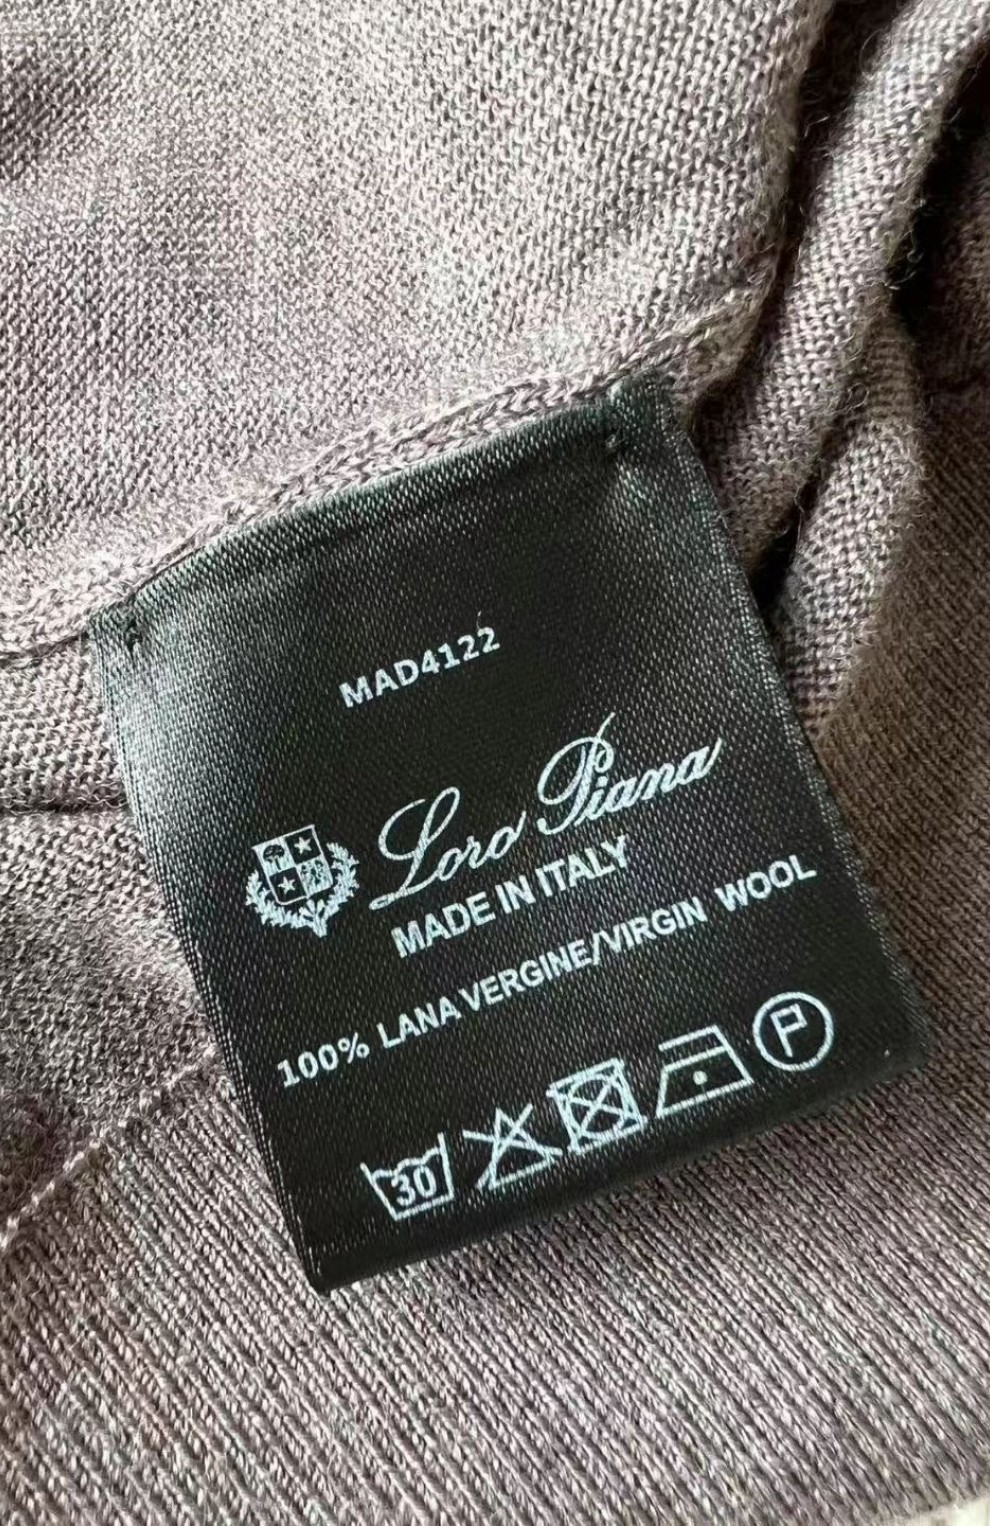 MAD4122
Loro Piana
MADE IN ITALY
100% LANA VERGINE/VIRGIN WOOL
30 P